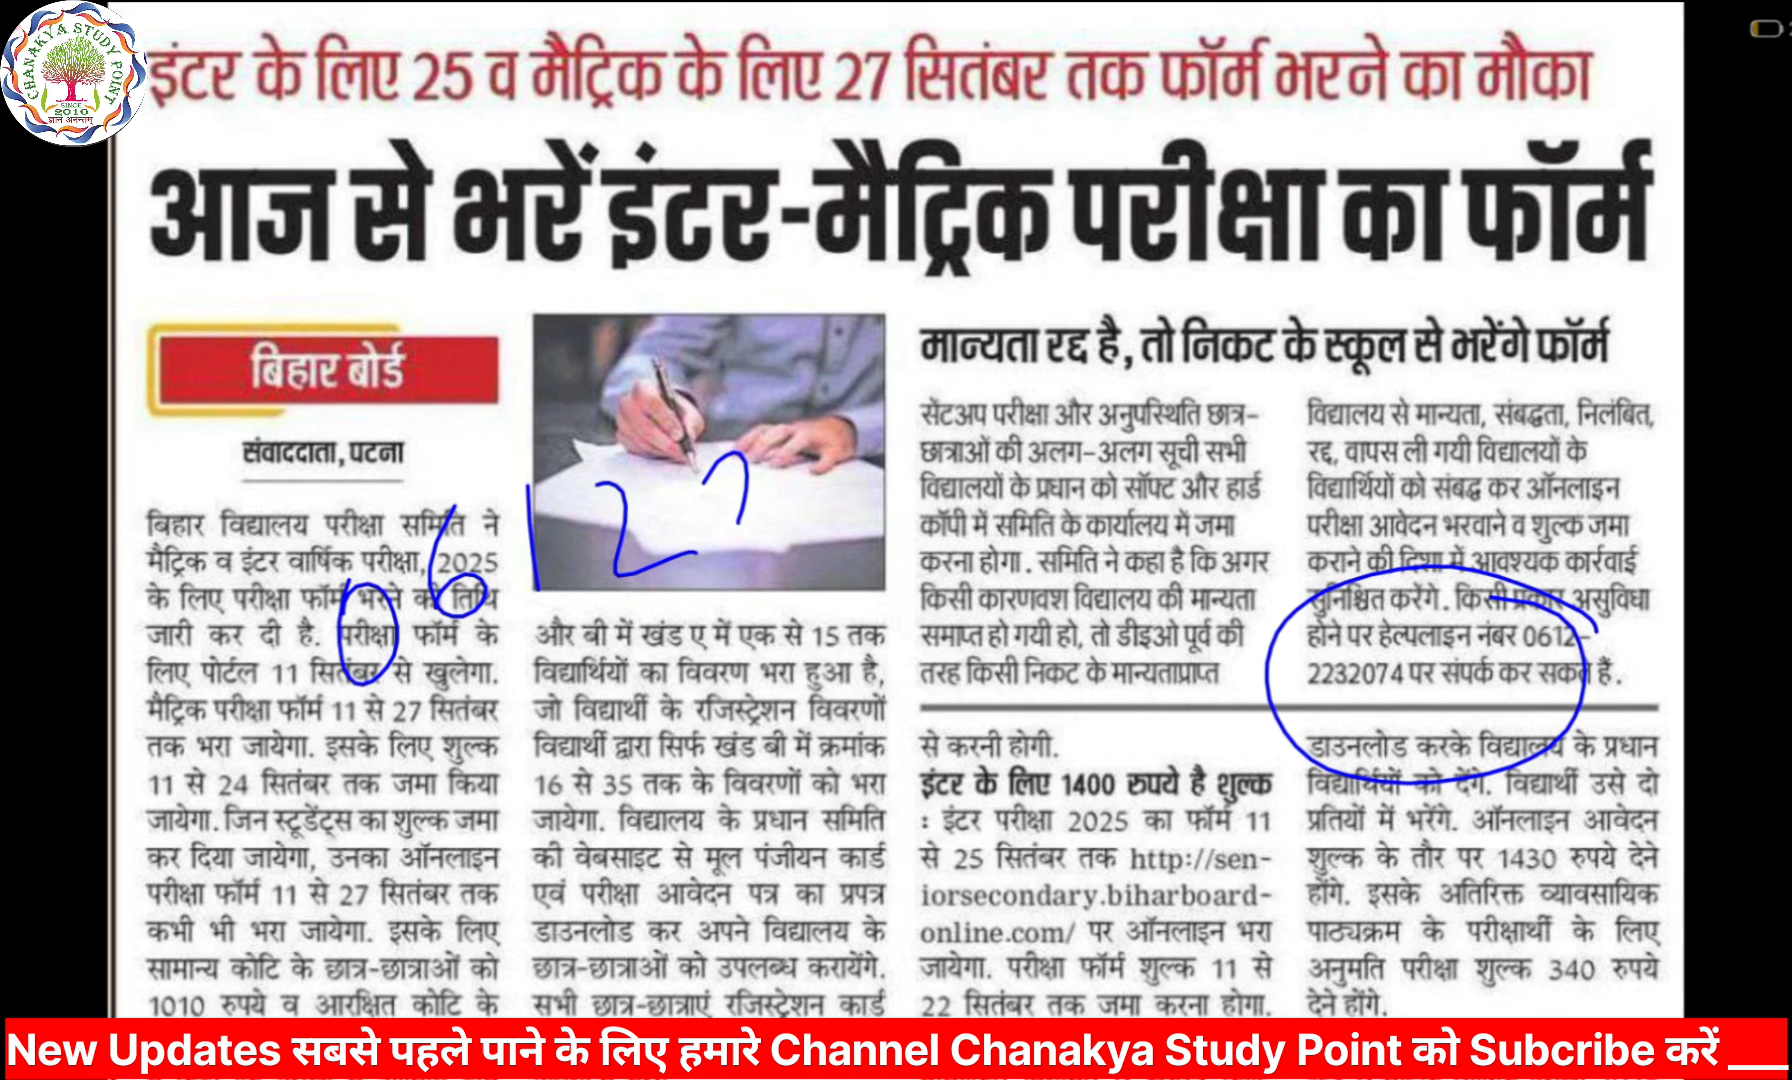 CHANAKYA STUDY POINT
SINCE
2010
ज्ञानं अनन्तम्
इंटर के लिए 25 व मैट्रिक के लिए 27 सितंबर तक फॉर्म भरने का मौका
आज से भरें इंटर-मैट्रिक परीक्षा का फॉर्म
बिहार बोर्ड
संवाददाता, पटना
बिहार विद्यालय परीक्षा समिति ने
मैट्रिक व इंटर वार्षिक परीक्षा, 2025
के लिए परीक्षा फॉर्म भरने की तिथि
जारी कर दी है. परीक्षा फॉर्म के
लिए पोर्टल 11 सितंबर से खुलेगा.
मैट्रिक परीक्षा फॉर्म 11 से 27 सितंबर
तक भरा जायेगा. इसके लिए शुल्क
11 से 24 सितंबर तक जमा किया
जायेगा. जिन स्टूडेंट्स का शुल्क जमा
कर दिया जायेगा, उनका ऑनलाइन
परीक्षा फॉर्म 11 से 27 सितंबर तक
कभी भी भरा जायेगा. इसके लिए
सामान्य कोटि के छात्र-छात्राओं को
1010 रुपये व आरक्षित कोटि के
0612
और बी में खंड ए में एक से 15 तक
विद्यार्थियों का विवरण भरा हुआ है,
जो विद्यार्थी के रजिस्ट्रेशन विवरणों
विद्यार्थी द्वारा सिर्फ खंड बी में क्रमांक
16 से 35 तक के विवरणों को भरा
जायेगा. विद्यालय के प्रधान समिति
की वेबसाइट से मूल पंजीयन कार्ड
एवं परीक्षा आवेदन पत्र का प्रपत्र
डाउनलोड कर अपने विद्यालय के
छात्र-छात्राओं को उपलब्ध करायेंगे.
सभी छात्र-छात्राएं रजिस्ट्रेशन कार्ड
मान्यता रद्द है, तो निकट के स्कूल से भरेंगे फॉर्म
सेंटअप परीक्षा और अनुपस्थिति छात्र-
छात्राओं की अलग-अलग सूची सभी
विद्यालयों के प्रधान को सॉफ्ट और हार्ड
कॉपी में समिति के कार्यालय में जमा
करना होगा. समिति ने कहा है कि अगर
किसी कारणवश विद्यालय की मान्यता
समाप्त हो गयी हो, तो डीइओ पूर्व की
तरह किसी निकट के मान्यताप्राप्त
विद्यालय से मान्यता, संबद्धता, निलंबित,
रद्द, वापस ली गयी विद्यालयों के
विद्यार्थियों को संबद्ध कर ऑनलाइन
परीक्षा आवेदन भरवाने व शुल्क जमा
कराने की दिशा में आवश्यक कार्रवाई
सुनिश्चित करेंगे. किसी प्रकार असुविधा
होने पर हेल्पलाइन नंबर 0612-
2232074 पर संपर्क कर सकते हैं.
से करनी होगी.
इंटर के लिए 1400 रुपये है शुल्क
: इंटर परीक्षा 2025 का फॉर्म 11
से 25 सितंबर तक http://sen-
iorsecondary.biharboard-
online.com/ पर ऑनलाइन भरा
जायेगा. परीक्षा फॉर्म शुल्क 11 से
22 सितंबर तक जमा करना होगा.
डाउनलोड करके विद्यालय के प्रधान
विद्यार्थियों को देंगे. विद्यार्थी उसे दो
प्रतियों में भरेंगे. ऑनलाइन आवेदन
शुल्क के तौर पर 1430 रुपये देने
होंगे. इसके अतिरिक्त व्यावसायिक
पाठ्यक्रम के परीक्षार्थी के लिए
अनुमति परीक्षा शुल्क 340 रुपये
देने होंगे.
New Updates सबसे पहले पाने के लिए हमारे Channel Chanakya Study Point को Subcribe करें ___